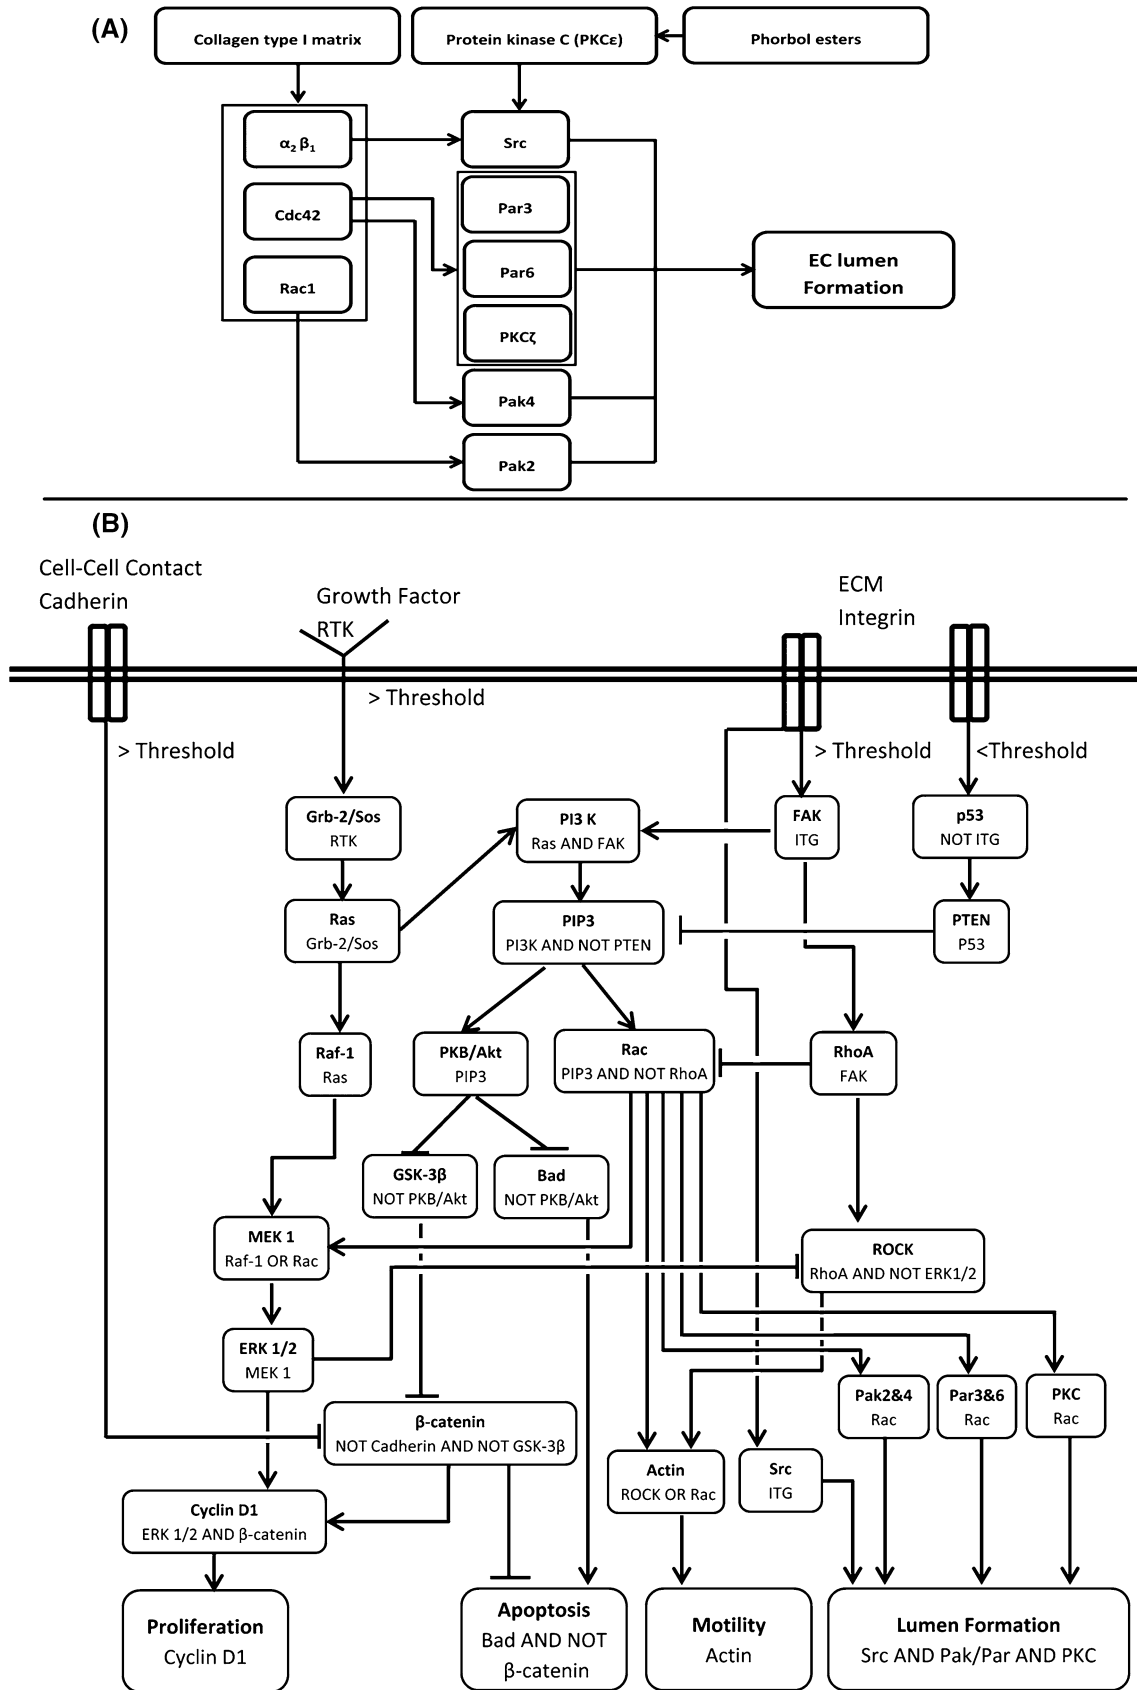 (A)
Collagen type I matrix
Protein kinase C (PKCε)
Phorbol esters
α2 β1
Src
Cdc42
Par3
Rac1
Par6
EC lumen
Formation
PKCζ
Pak4
Pak2
(B)
Cell-Cell Contact
Cadherin
Growth Factor
RTK
ECM
Integrin
> Threshold
> Threshold
> Threshold
<Threshold
Grb-2/Sos
RTK
PI3 K
Ras AND FAK
FAK
ITG
p53
NOT ITG
Ras
Grb-2/Sos
PIP3
PI3K AND NOT PTEN
PTEN
P53
Raf-1
Ras
PKB/Akt
PIP3
Rac
PIP3 AND NOT RhoA
RhoA
FAK
GSK-3β
NOT PKB/Akt
Bad
NOT PKB/Akt
MEK 1
Raf-1 OR Rac
ROCK
RhoA AND NOT ERK1/2
ERK 1/2
MEK 1
Pak2&4
Rac
Par3&6
Rac
PKC
Rac
β-catenin
NOT Cadherin AND NOT GSK-3β
Actin
ROCK OR Rac
Src
ITG
Cyclin D1
ERK 1/2 AND β-catenin
Proliferation
Cyclin D1
Apoptosis
Bad AND NOT
β-catenin
Motility
Actin
Lumen Formation
Src AND Pak/Par AND PKC